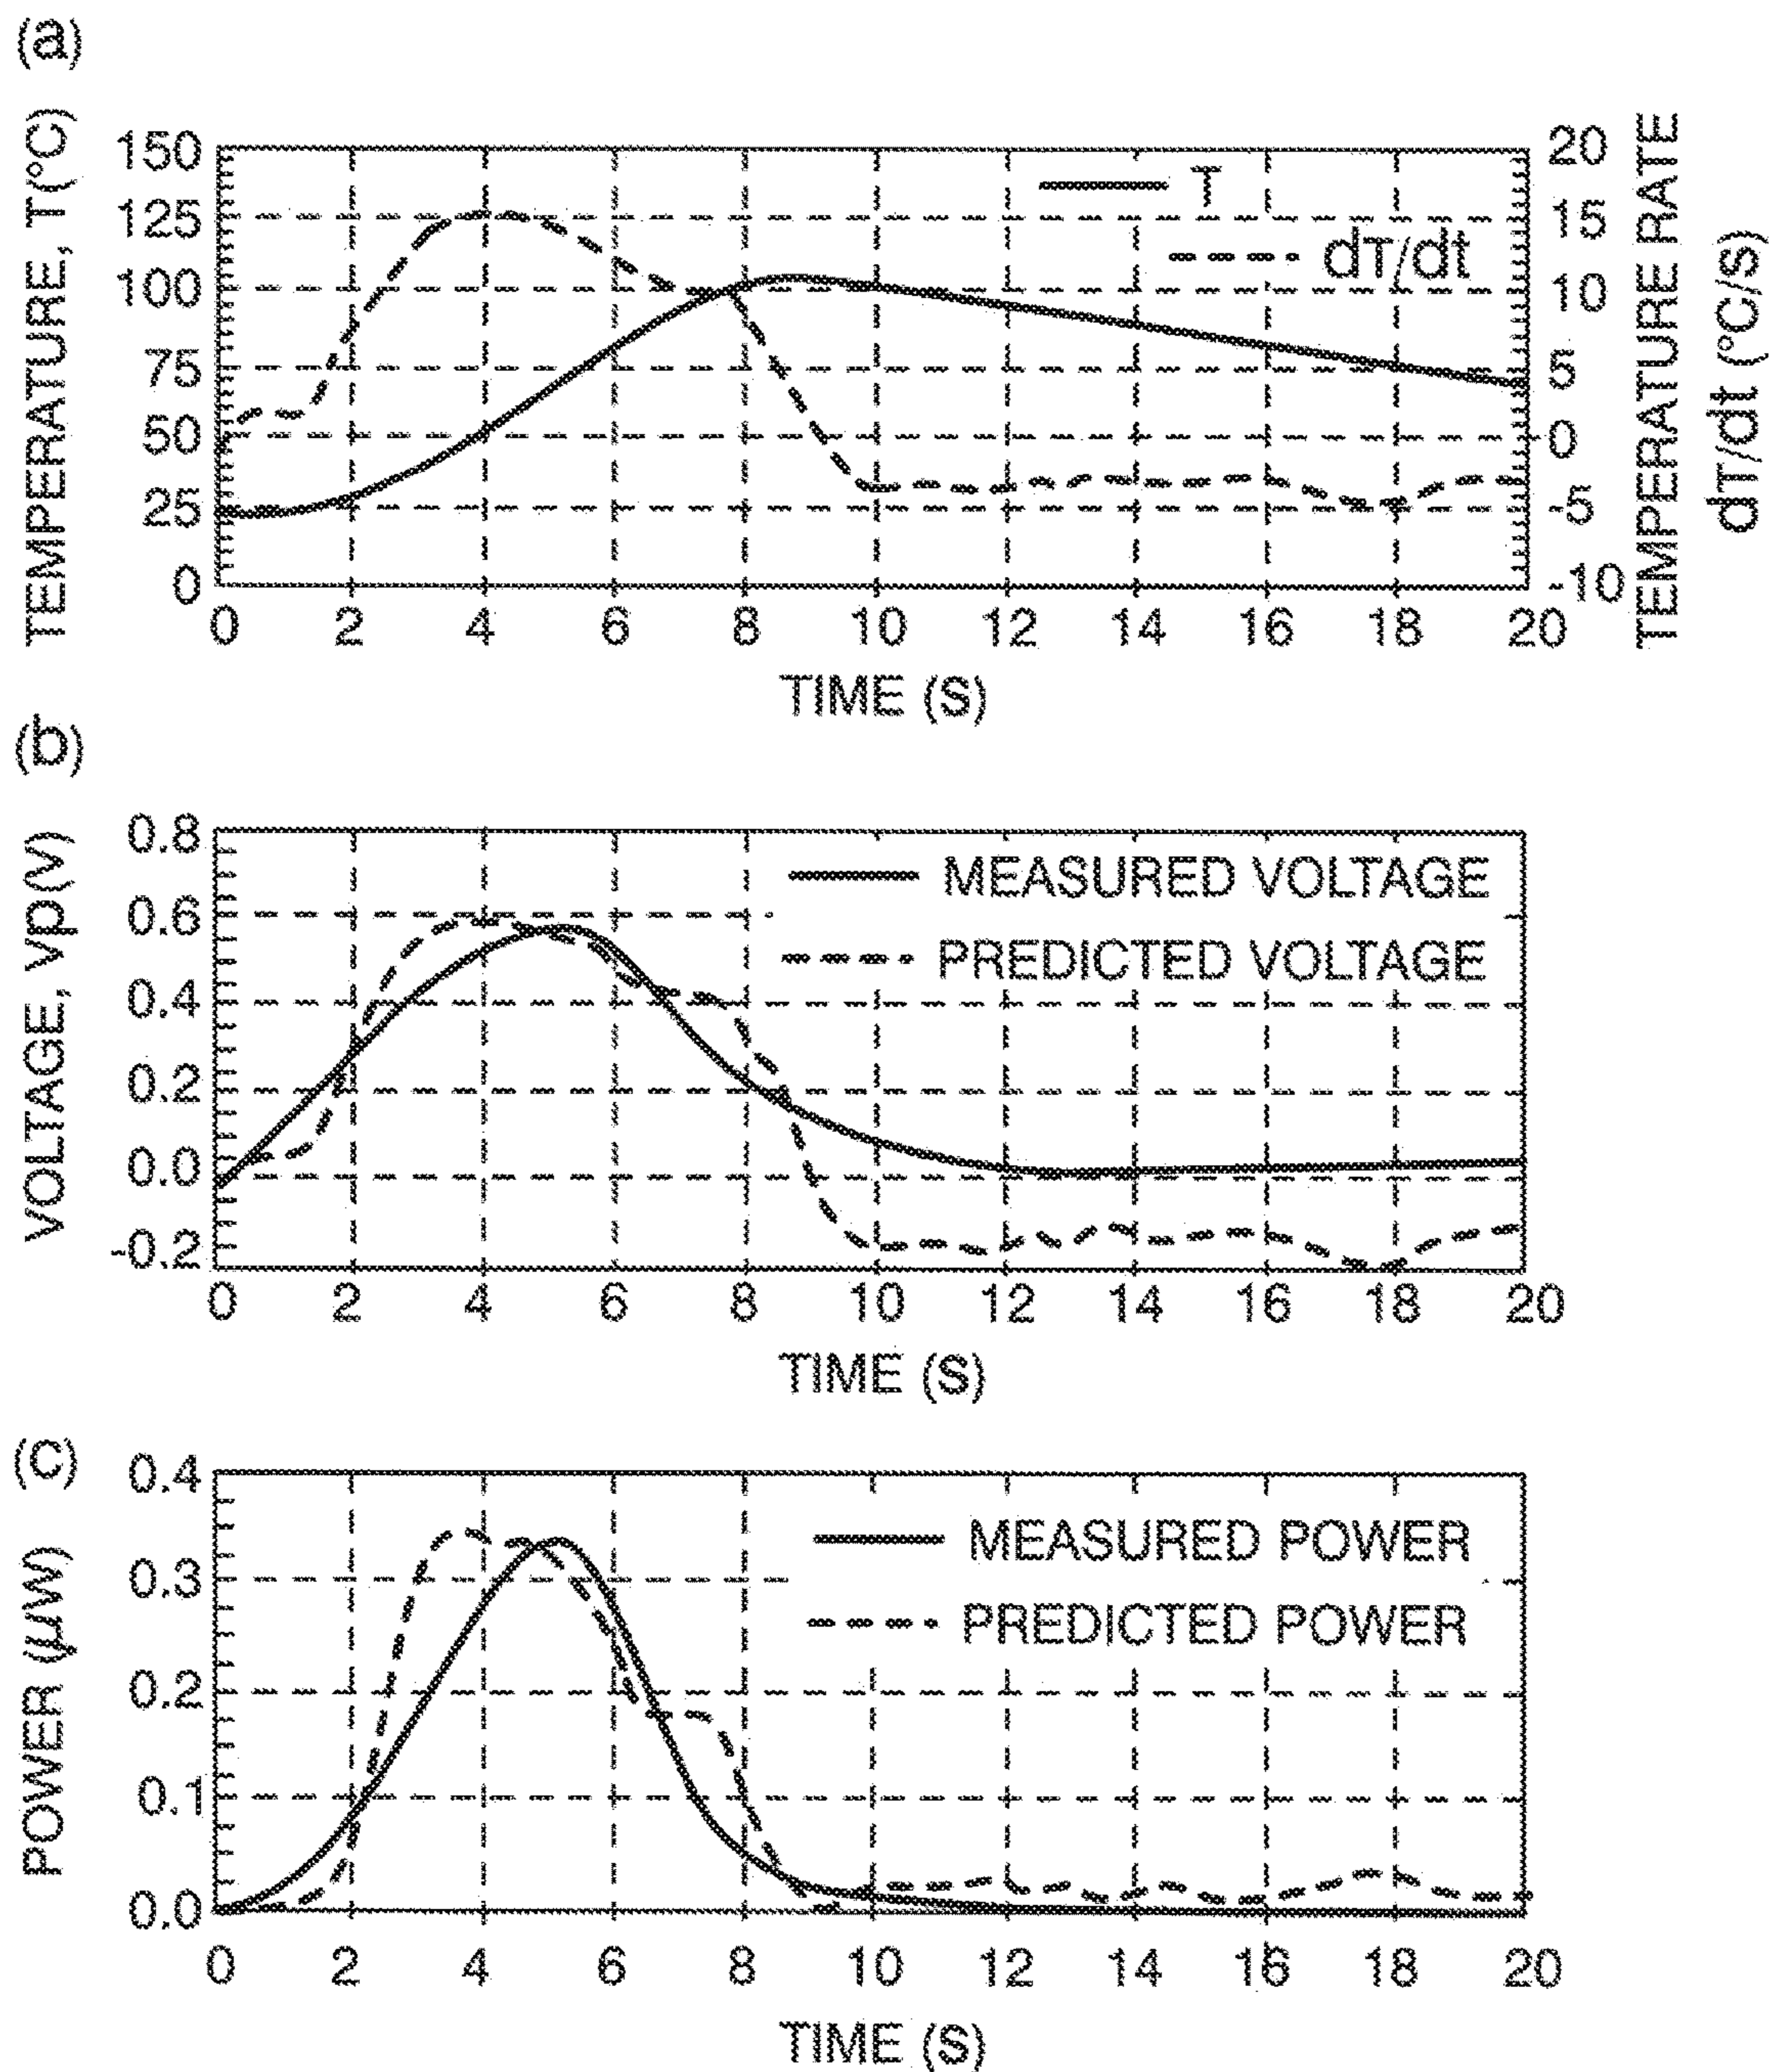 (a)
TEMPERATURE, T(°C)
150
125
100
75
50
25
0
T
dT/dt
20
15
10
5
0
-5
-10
TEMPERATURE RATE
dT/dt (°C/S)
0 2 4 6 8 10 12 14 16 18 20
TIME (S)
(b)
VOLTAGE, Vp(V)
0.8
0.6
0.4
0.2
0.0
-0.2
MEASURED VOLTAGE
PREDICTED VOLTAGE
0 2 4 6 8 10 12 14 16 18 20
TIME (S)
(c)
POWER (μW)
0.4
0.3
0.2
0.1
0.0
MEASURED POWER
PREDICTED POWER
0 2 4 6 8 10 12 14 16 18 20
TIME (S)